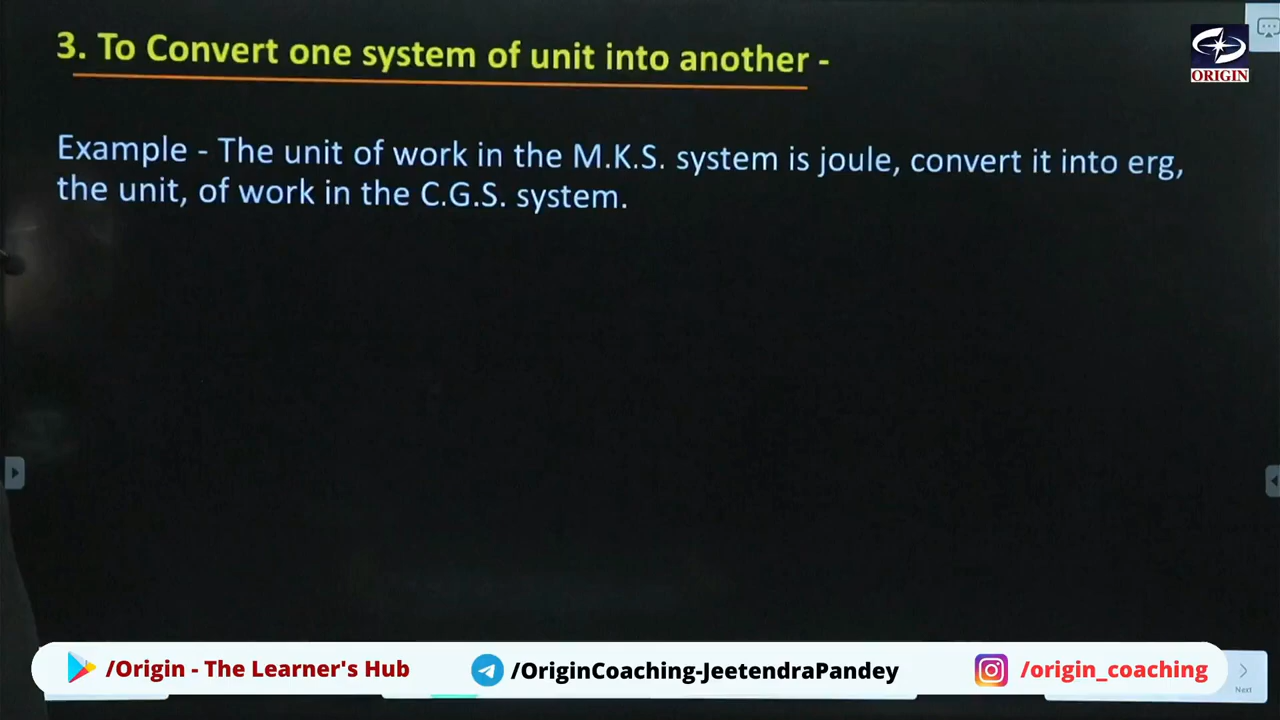 3. To Convert one system of unit into another -
ORIGIN
Example - The unit of work in the M.K.S. system is joule, convert it into erg,
the unit, of work in the C.G.S. system.
/Origin - The Learner's Hub
/OriginCoaching-JeetendraPandey
/origin_coaching
Next